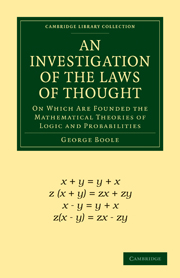 CAMBRIDGE LIBRARY COLLECTION
AN
INVESTIGATION
OF THE LAWS
OF THOUGHT
On Which Are Founded the
Mathematical Theories of
Logic and Probabilities
GEORGE BOOLE
x + y = y + x
z (x + y) = zx + zy
x - y = y + x
z(x - y) = zx - zy
CAMBRIDGE